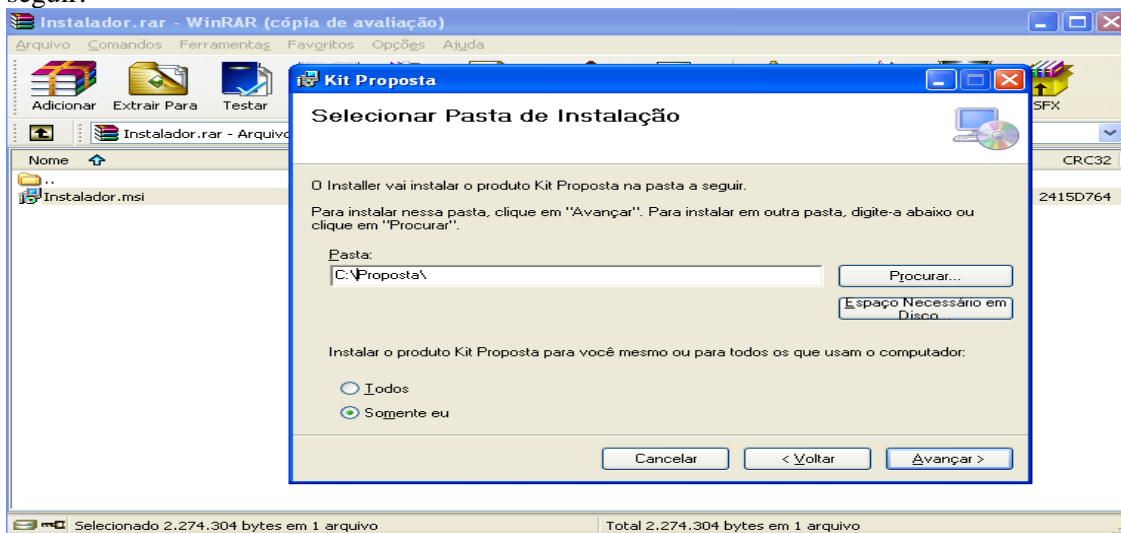 seguir:
Instalador.rar - WinRAR (cópia de avaliação)
Arquivo Comandos Ferramentas Favoritos Opções Ajuda
Adicionar Extrair Para Testar SFX
Instalador.rar - Arquivo
Nome CRC32
..
Instalador.msi 2415D764
Kit Proposta
Selecionar Pasta de Instalação
O Installer vai instalar o produto Kit Proposta na pasta a seguir.
Para instalar nessa pasta, clique em "Avançar". Para instalar em outra pasta, digite-a abaixo ou
clique em "Procurar".
Pasta:
C:\Proposta\
Procurar...
Espaço Necessário em
Disco...
Instalar o produto Kit Proposta para você mesmo ou para todos os que usam o computador:
Todos
Somente eu
Cancelar < Voltar Avançar >
Selecionado 2.274.304 bytes em 1 arquivo Total 2.274.304 bytes em 1 arquivo